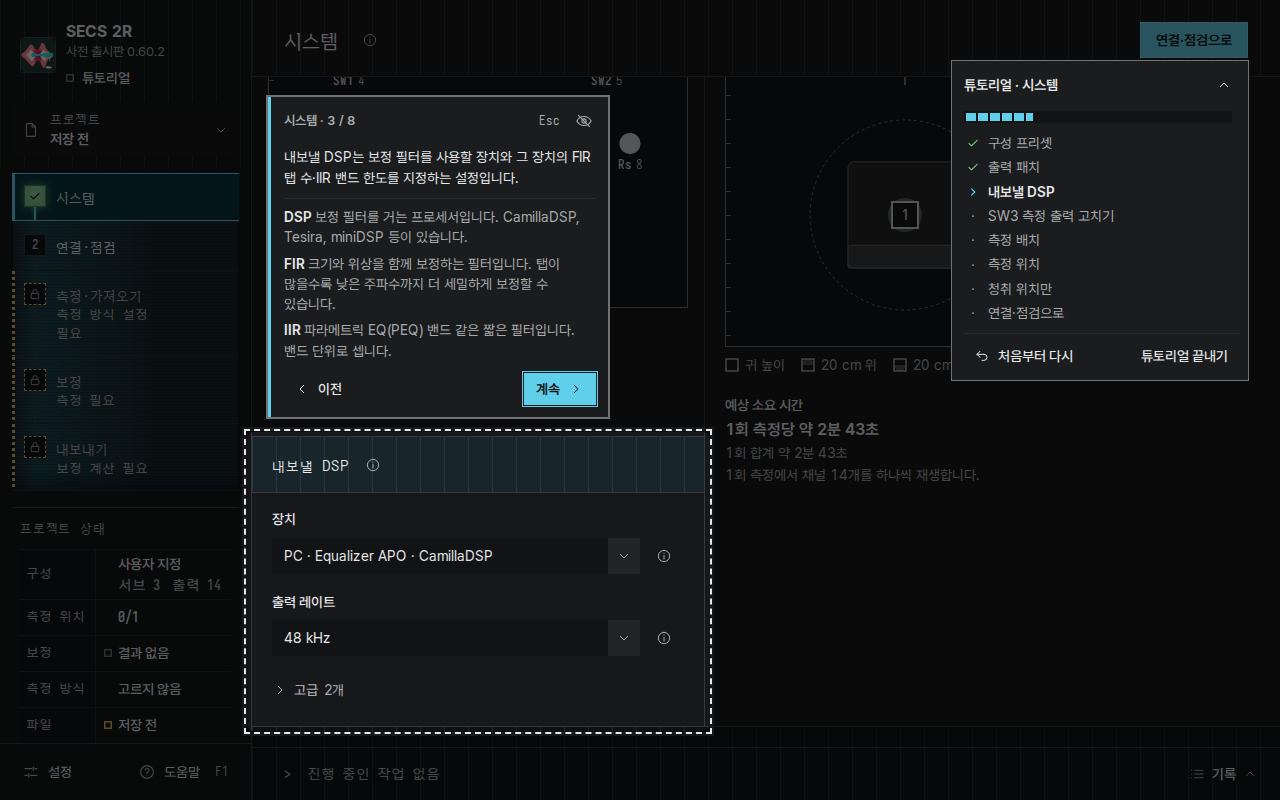 SECS 2R
사전 출시판 0.60.2
튜토리얼
프로젝트
저장 전
시스템
2 연결·점검
측정·가져오기
측정 방식 설정
필요
보정
측정 필요
내보내기
보정 계산 필요
프로젝트 상태
구성 사용자 지정
서브 3 출력 14
측정 위치 0/1
보정 결과 없음
측정 방식 고르지 않음
파일 저장 전
설정 도움말 F1
시스템
연결·점검으로
SW1 4 SW2 5
Rs 8
시스템 · 3 / 8 Esc
내보낼 DSP는 보정 필터를 사용할 장치와 그 장치의 FIR
탭 수·IIR 밴드 한도를 지정하는 설정입니다.
DSP 보정 필터를 거는 프로세서입니다. CamillaDSP,
Tesira, miniDSP 등이 있습니다.
FIR 크기와 위상을 함께 보정하는 필터입니다. 탭이
많을수록 낮은 주파수까지 더 세밀하게 보정할 수
있습니다.
IIR 파라메트릭 EQ(PEQ) 밴드 같은 짧은 필터입니다.
밴드 단위로 셉니다.
이전 계속
내보낼 DSP
장치
PC · Equalizer APO · CamillaDSP
출력 레이트
48 kHz
고급 2개
1
귀 높이 20 cm 위 20 cm
예상 소요 시간
1회 측정당 약 2분 43초
1회 합계 약 2분 43초
1회 측정에서 채널 14개를 하나씩 재생합니다.
튜토리얼 · 시스템
구성 프리셋
출력 패치
내보낼 DSP
SW3 측정 출력 고치기
측정 배치
측정 위치
청취 위치만
연결·점검으로
처음부터 다시 튜토리얼 끝내기
> 진행 중인 작업 없음
기록